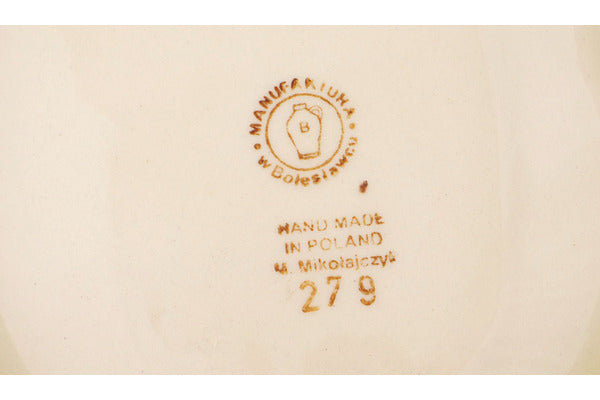 MANUFAKTURA
B
w Bolesławcu
HAND MADE
IN POLAND
M. Mikołajczyk
279